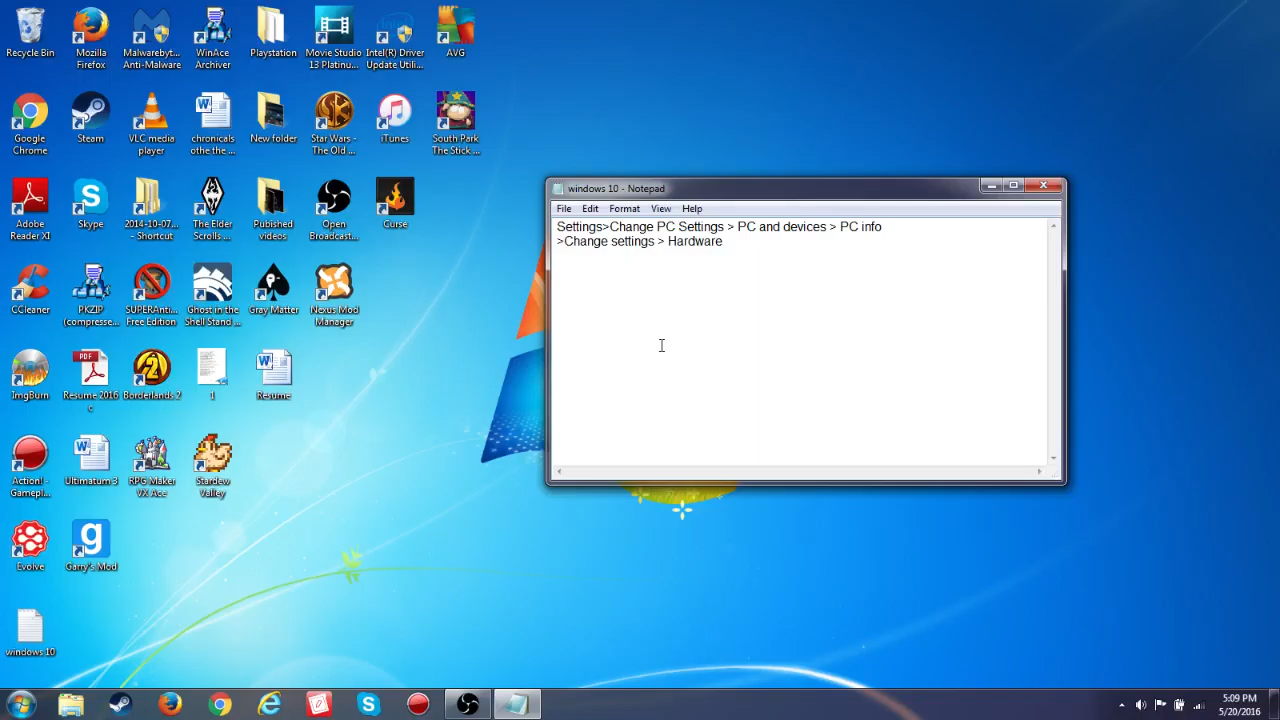 Recycle Bin
Mozilla
Firefox
Malwarebyt...
Anti-Malware
WinAce
Archiver
Playstation
Movie Studio
13 Platinu...
Intel(R) Driver
Update Utili...
AVG
Google
Chrome
Steam
VLC media
player
chronicals
othe the ...
New folder
Star Wars -
The Old ...
iTunes
South Park
The Stick ...
Adobe
Reader XI
Skype
2014-10-07...
- Shortcut
The Elder
Scrolls ...
Pubished
videos
Open
Broadcast...
Curse
CCleaner
PKZIP
(compresse...
SUPERAnti...
Free Edition
Ghost in the
Shell Stand ...
Gray Matter
Nexus Mod
Manager
ImgBurn
PDF
Resume 2016
c
Borderlands 2
1
Resume
Action! -
Gamepl...
Ultimatum 3
RPG Maker
VX Ace
Stardew
Valley
Evolve
g
Garry's Mod
windows 10
windows 10 - Notepad
File Edit Format View Help
Settings>Change PC Settings > PC and devices > PC info
>Change settings > Hardware
5:09 PM
5/20/2016